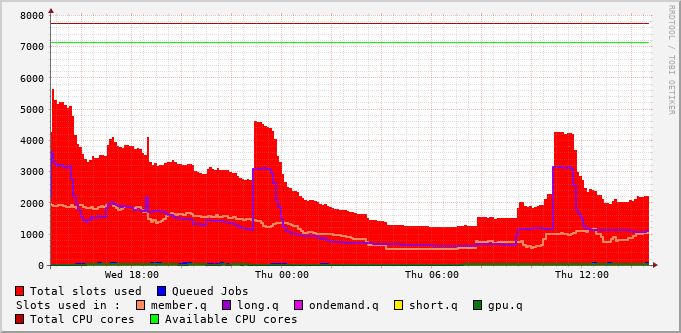 8000
7000
6000
5000
4000
3000
2000
1000
0
Wed 18:00 Thu 00:00 Thu 06:00 Thu 12:00
RRDTOOL / TOBI OETIKER
Total slots used Queued Jobs
Slots used in : member.q long.q ondemand.q short.q gpu.q
Total CPU cores Available CPU cores